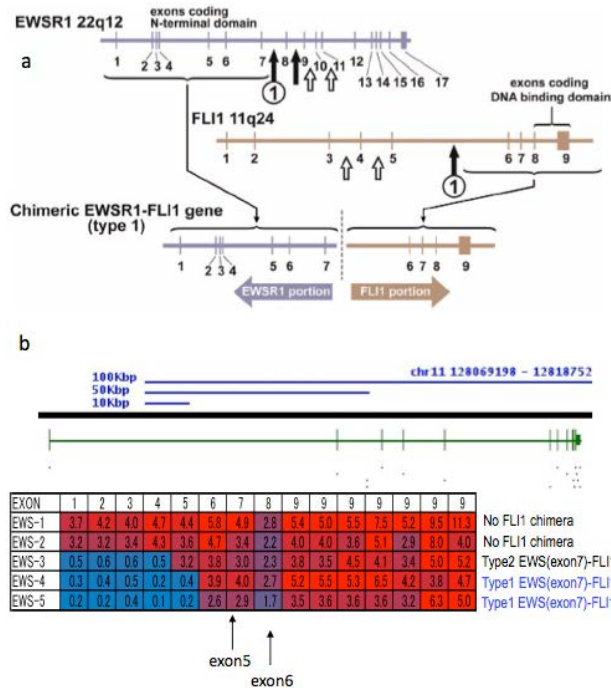 EWSR1 22q12
exons coding
N-terminal domain
a
1 2 3 4 5 6 7 8 9 10 11 12 13 14 15 16 17
1
exons coding
DNA binding domain
FLI1 11q24
1 2 3 4 5 6 7 8 9
1
Chimeric EWSR1-FLI1 gene
(type 1)
1 2 3 4 5 6 7 6 7 8 9
EWSR1 portion FLI1 portion
b
chr11 128069198 - 12818752
100Kbp
50Kbp
10Kbp
EXON 1 2 3 4 5 6 7 8 9 9 9 9 9 9 9
EWS-1 3.7 4.2 4.0 4.7 4.4 5.8 4.9 2.8 5.4 5.0 5.5 7.5 5.2 9.5 11.3 No FLI1 chimera
EWS-2 3.2 3.2 3.4 4.3 3.6 4.7 3.4 2.2 4.0 4.0 3.6 5.1 2.9 8.0 4.0 No FLI1 chimera
EWS-3 0.5 0.6 0.6 0.5 3.2 3.8 3.0 2.3 3.8 3.5 4.5 4.1 3.4 5.0 5.2 Type2 EWS(exon7)-FLI
EWS-4 0.3 0.4 0.5 0.2 0.4 3.9 4.0 2.7 5.2 5.5 5.3 6.5 4.2 3.8 4.7 Type1 EWS(exon7)-FLI
EWS-5 0.2 0.2 0.4 0.1 0.2 2.6 2.9 1.7 3.5 3.6 3.6 3.6 3.2 6.3 5.0 Type1 EWS(exon7)-FLI
exon5
exon6